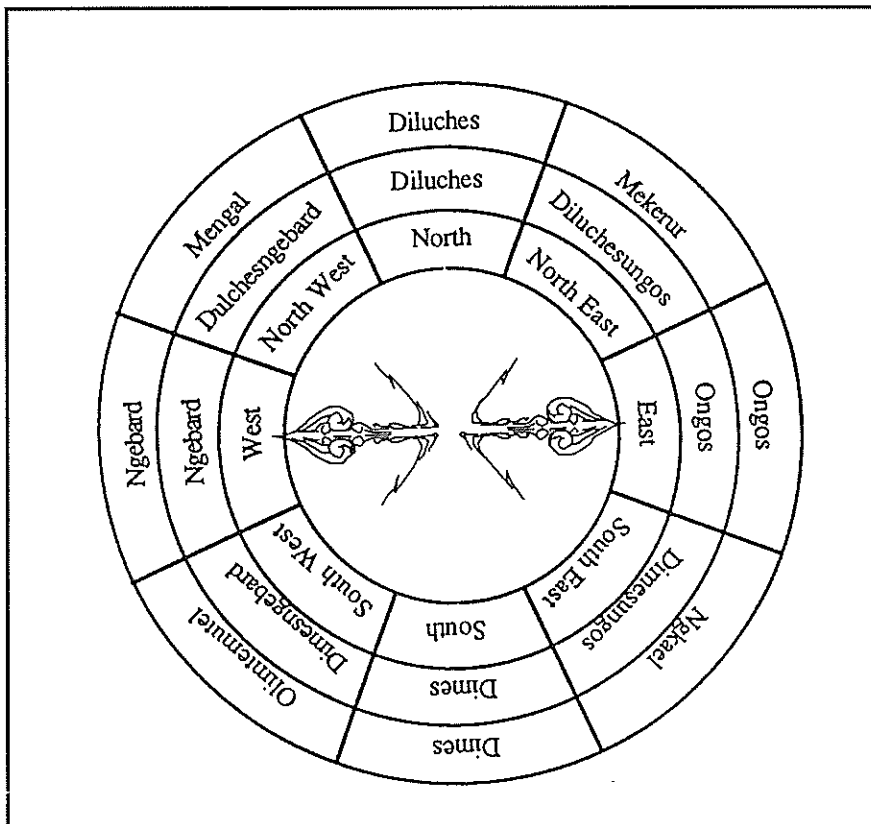 Diluches
Diluches
North
Mekerur
Diluchesungos
North East
Ongos
Ongos
East
Ngkael
Dimesungos
South East
Dimes
Dimes
South
Olimtemutel
Dimesngebard
South West
Ngebard
Ngebard
West
Mengal
Dulchesngebard
North West